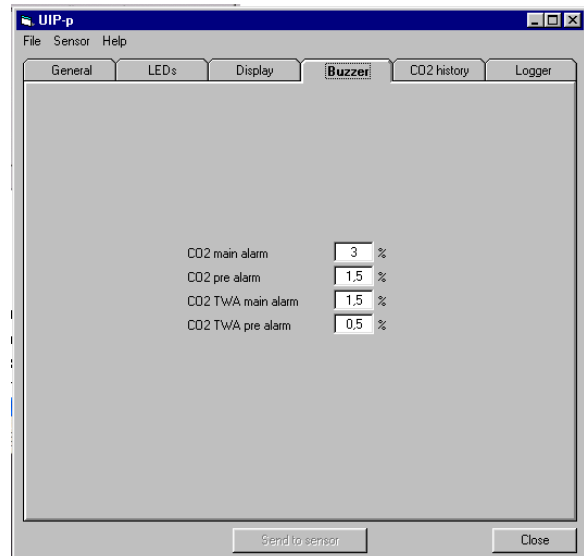 UIP-p
File Sensor Help
General LEDs Display Buzzer CO2 history Logger
CO2 main alarm 3 %
CO2 pre alarm 1,5 %
CO2 TWA main alarm 1,5 %
CO2 TWA pre alarm 0,5 %
Send to sensor Close